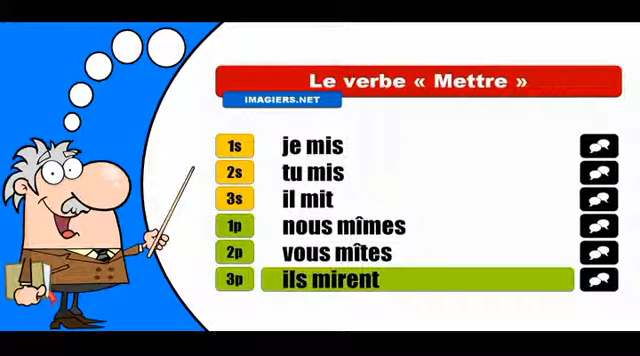 Le verbe « Mettre »
IMAGIERS.NET
1s je mis
2s tu mis
3s il mit
1p nous mîmes
2p vous mîtes
3p ils mirent